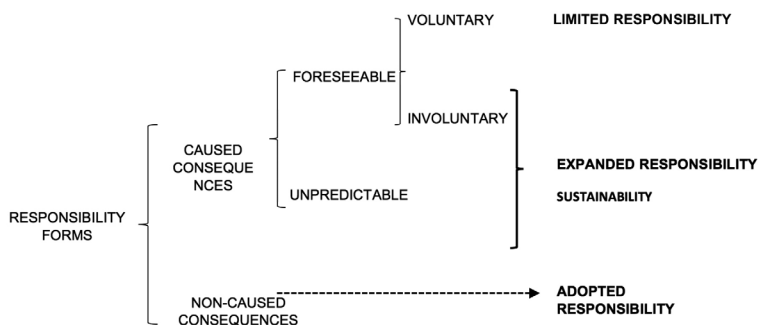 VOLUNTARY
LIMITED RESPONSIBILITY
FORESEEABLE
INVOLUNTARY
CAUSED
CONSEQUE
NCES
EXPANDED RESPONSIBILITY
UNPREDICTABLE
SUSTAINABILITY
RESPONSIBILITY
FORMS
NON-CAUSED
CONSEQUENCES
ADOPTED
RESPONSIBILITY